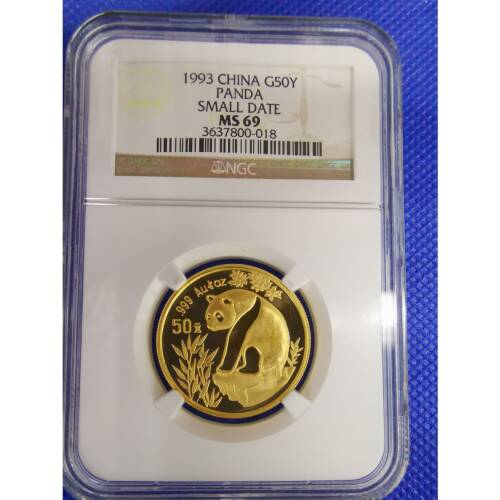 1993 CHINA G50Y
PANDA
SMALL DATE
MS 69
3637800-018
NGC
.999 Au ½oz
50元